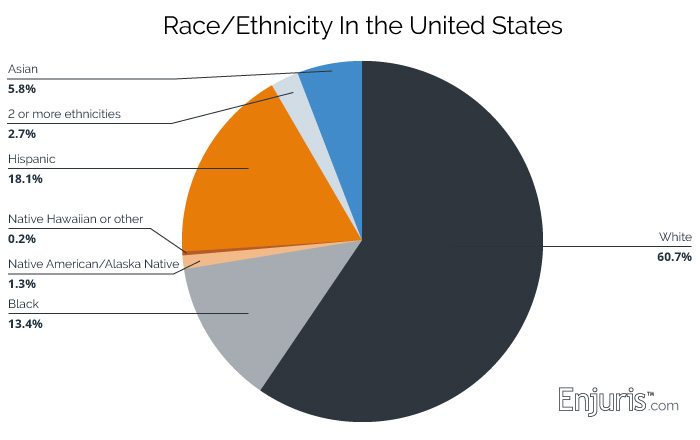 Race/Ethnicity In the United States
Asian
5.8%
2 or more ethnicities
2.7%
Hispanic
18.1%
Native Hawaiian or other
0.2%
Native American/Alaska Native
1.3%
Black
13.4%
White
60.7%
Enjuris™.com